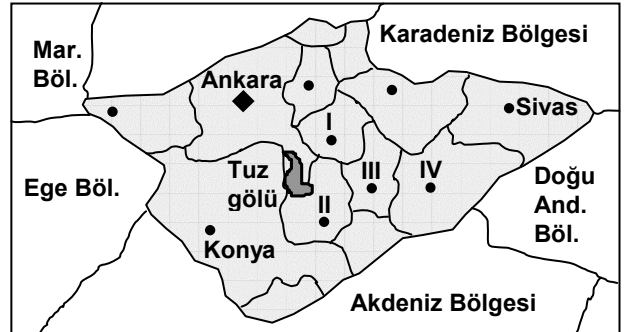 Karadeniz Bölgesi
Mar.
Böl.
Ankara
Sivas
I
Ege Böl.
Tuz
gölü
III
IV
Doğu
And.
Böl.
II
Konya
Akdeniz Bölgesi